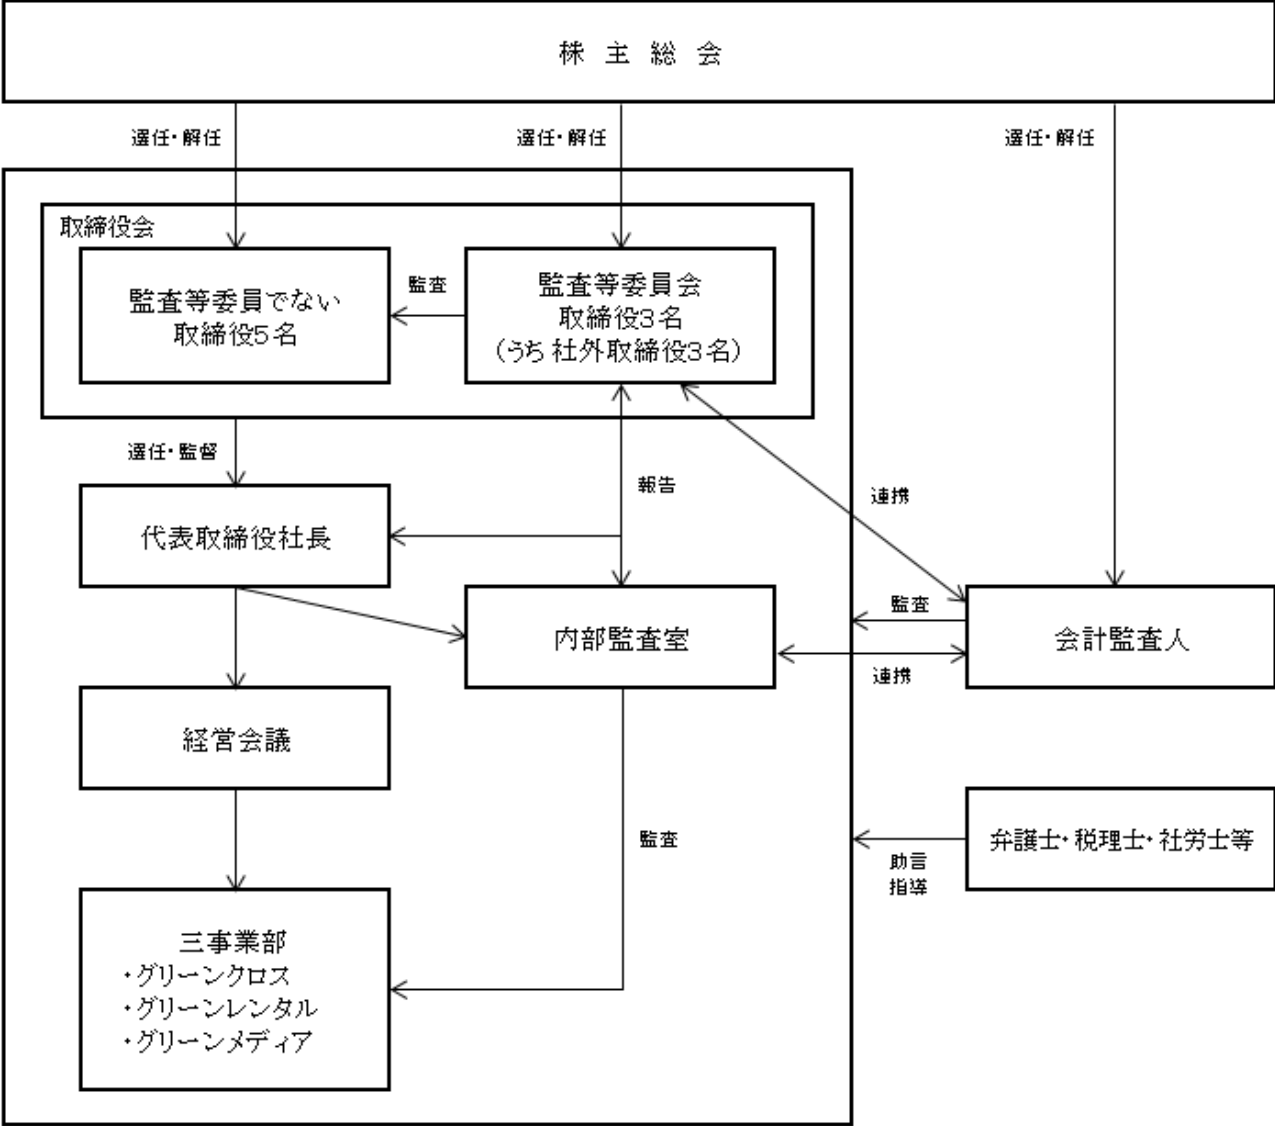 株主総会
選任・解任
選任・解任
選任・解任
取締役会
監査等委員でない
取締役5名
監査
監査等委員会
取締役3名
(うち社外取締役3名)
選任・監督
報告
連携
代表取締役社長
内部監査室
監査
連携
会計監査人
経営会議
監査
助言
指導
弁護士・税理士・社労士等
三事業部
・グリーンクロス
・グリーンレンタル
・グリーンメディア